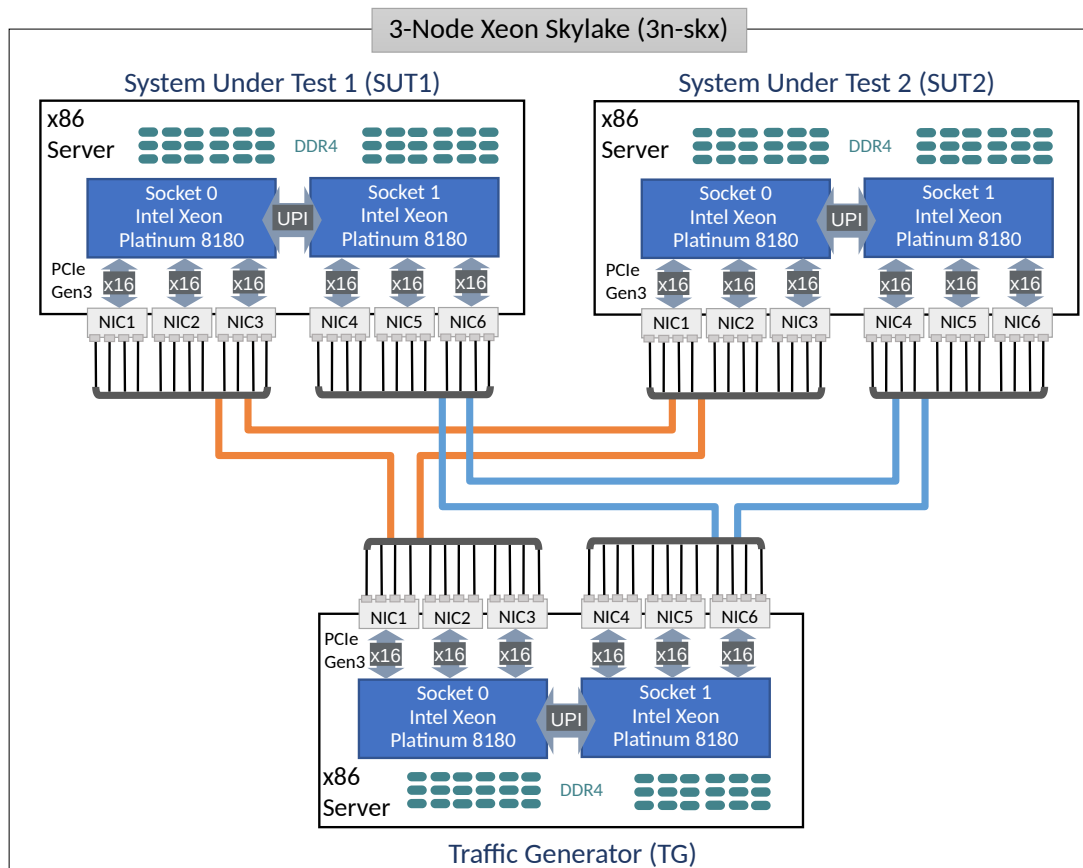 3-Node Xeon Skylake (3n-skx)
System Under Test 1 (SUT1)
x86
Server
DDR4
Socket 0
Intel Xeon
Platinum 8180
UPI
Socket 1
Intel Xeon
Platinum 8180
PCIe
Gen3
x16
x16
x16
x16
x16
x16
NIC1
NIC2
NIC3
NIC4
NIC5
NIC6
System Under Test 2 (SUT2)
x86
Server
DDR4
Socket 0
Intel Xeon
Platinum 8180
UPI
Socket 1
Intel Xeon
Platinum 8180
PCIe
Gen3
x16
x16
x16
x16
x16
x16
NIC1
NIC2
NIC3
NIC4
NIC5
NIC6
NIC1
NIC2
NIC3
NIC4
NIC5
NIC6
PCIe
Gen3
x16
x16
x16
x16
x16
x16
Socket 0
Intel Xeon
Platinum 8180
UPI
Socket 1
Intel Xeon
Platinum 8180
x86
Server
DDR4
Traffic Generator (TG)